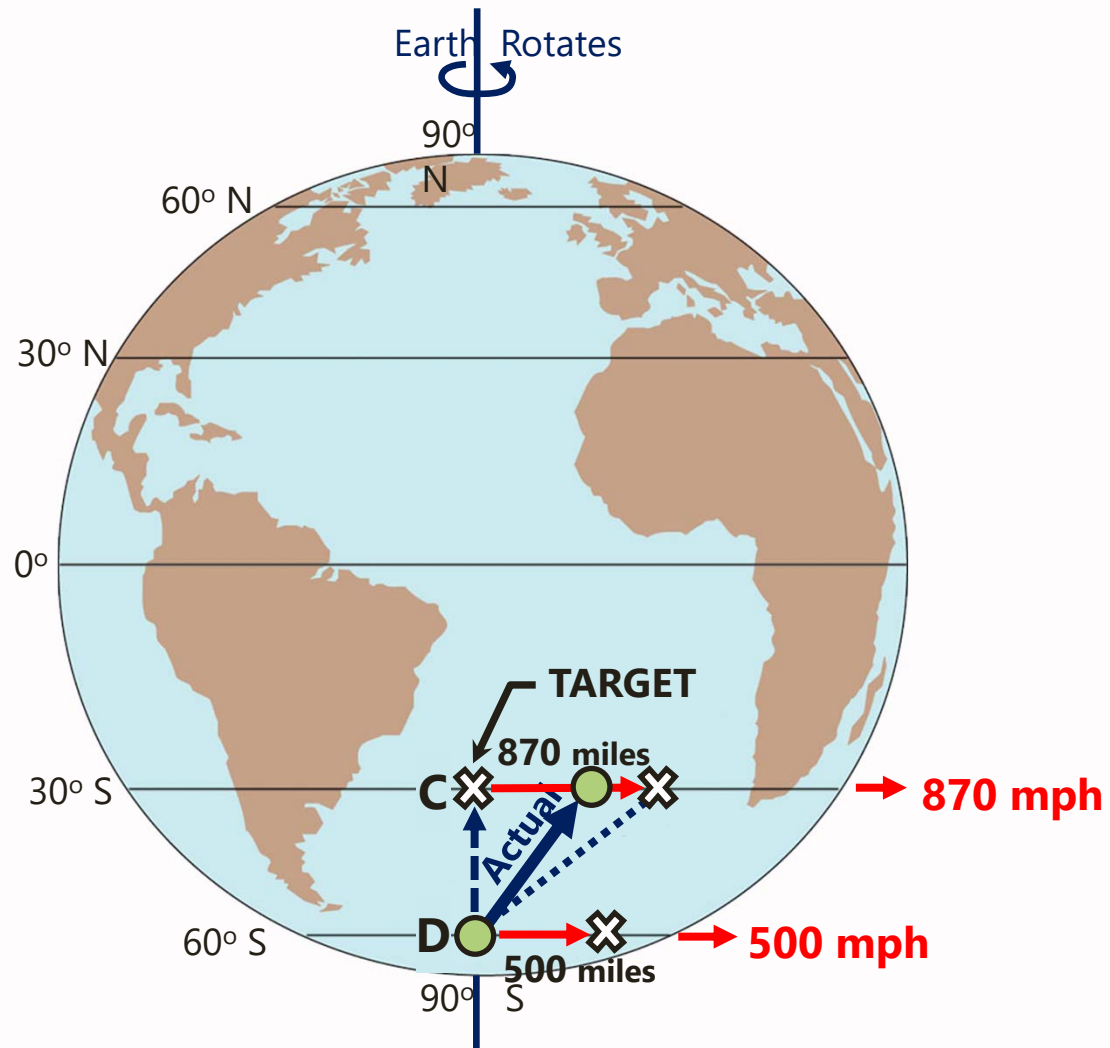 Earth Rotates
90º
N
60º N
30º N
0º
TARGET
870 miles
C
30º S
870 mph
Actual
D
60º S
500 mph
500 miles
90º S